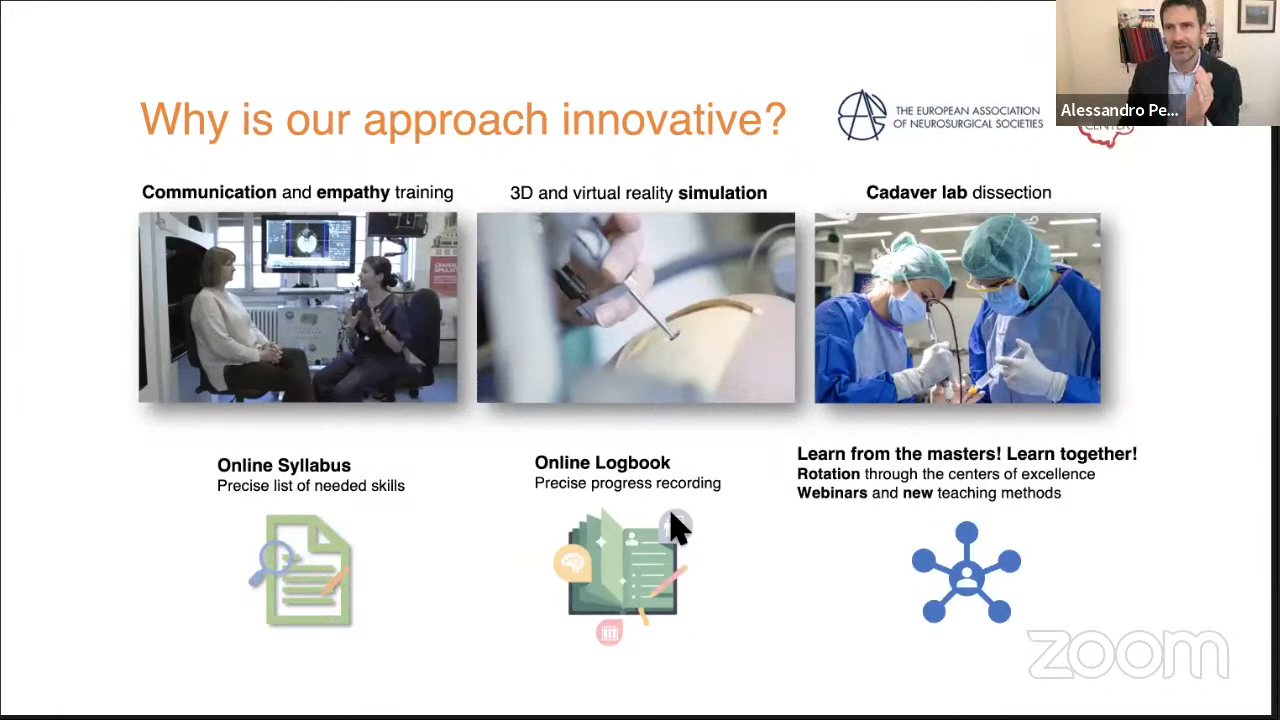 Alessandro Pe...
Why is our approach innovative?
THE EUROPEAN ASSOCIATION
OF NEUROSURGICAL SOCIETIES
CENTER
Communication and empathy training
3D and virtual reality simulation
Cadaver lab dissection
Online Syllabus
Precise list of needed skills
Online Logbook
Precise progress recording
Learn from the masters! Learn together!
Rotation through the centers of excellence
Webinars and new teaching methods
zoom